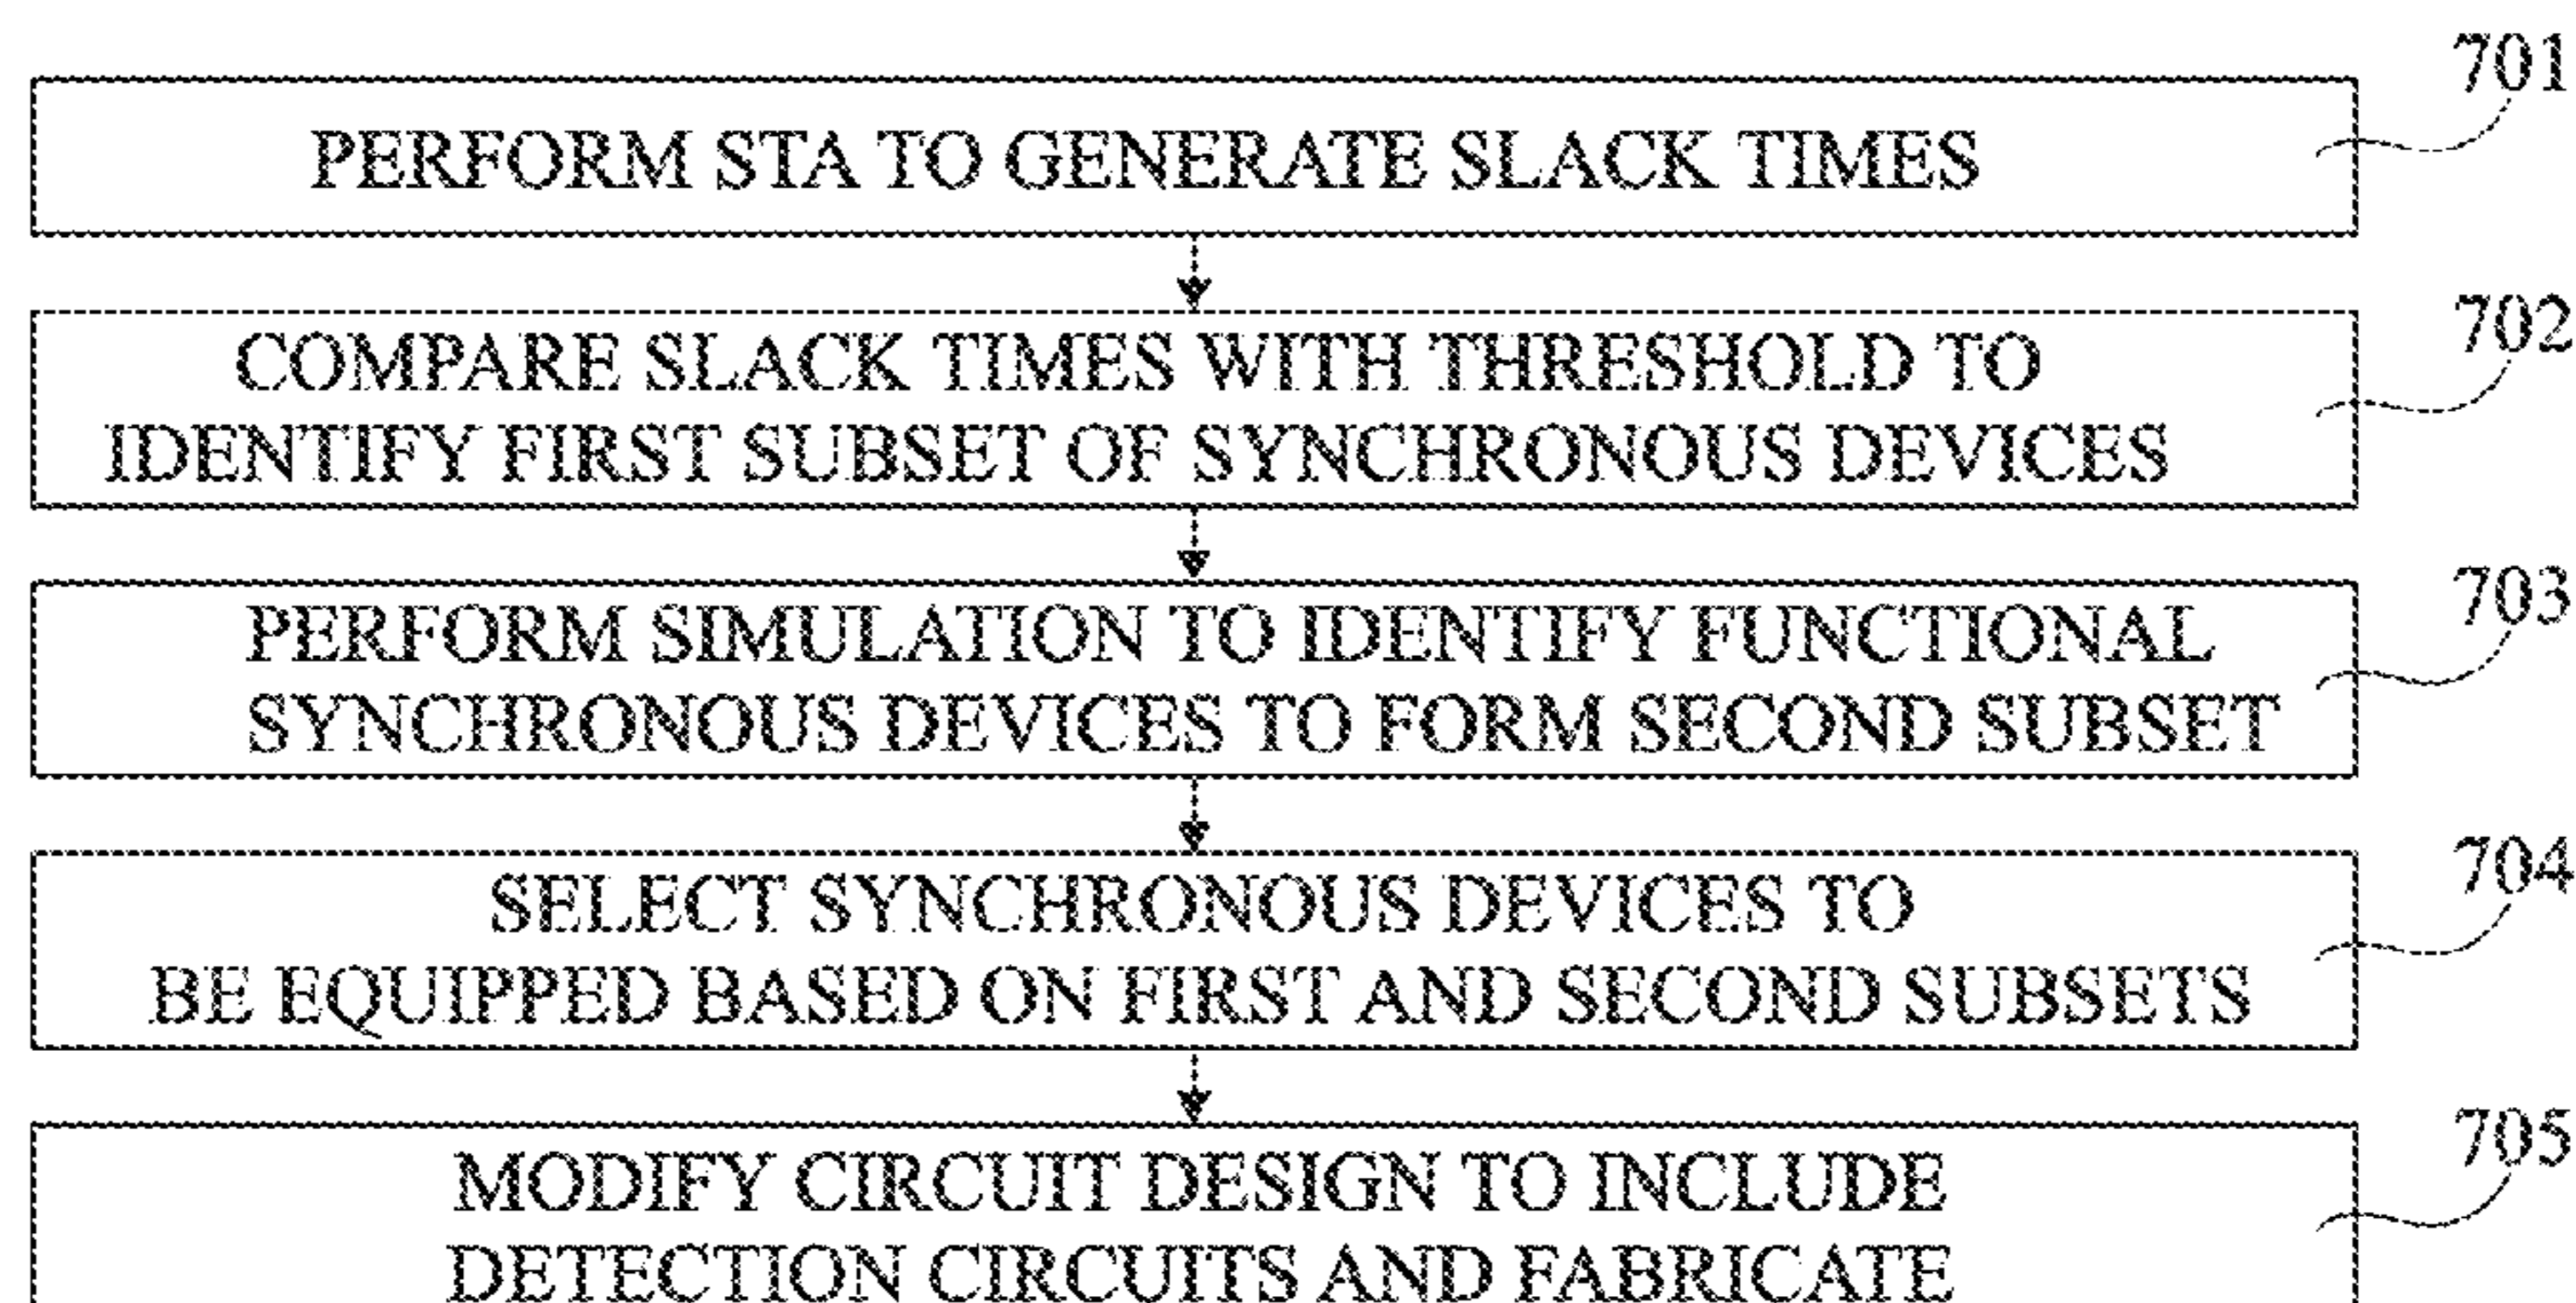 701
PERFORM STA TO GENERATE SLACK TIMES
702
COMPARE SLACK TIMES WITH THRESHOLD TO
IDENTIFY FIRST SUBSET OF SYNCHRONOUS DEVICES
703
PERFORM SIMULATION TO IDENTIFY FUNCTIONAL
SYNCHRONOUS DEVICES TO FORM SECOND SUBSET
704
SELECT SYNCHRONOUS DEVICES TO
BE EQUIPPED BASED ON FIRST AND SECOND SUBSETS
705
MODIFY CIRCUIT DESIGN TO INCLUDE
DETECTION CIRCUITS AND FABRICATE